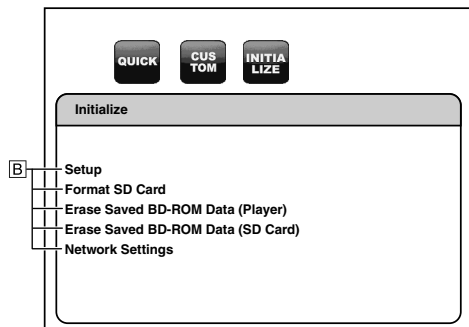 QUICK
CUS
TOM
INITIA
LIZE
Initialize
B
Setup
Format SD Card
Erase Saved BD-ROM Data (Player)
Erase Saved BD-ROM Data (SD Card)
Network Settings